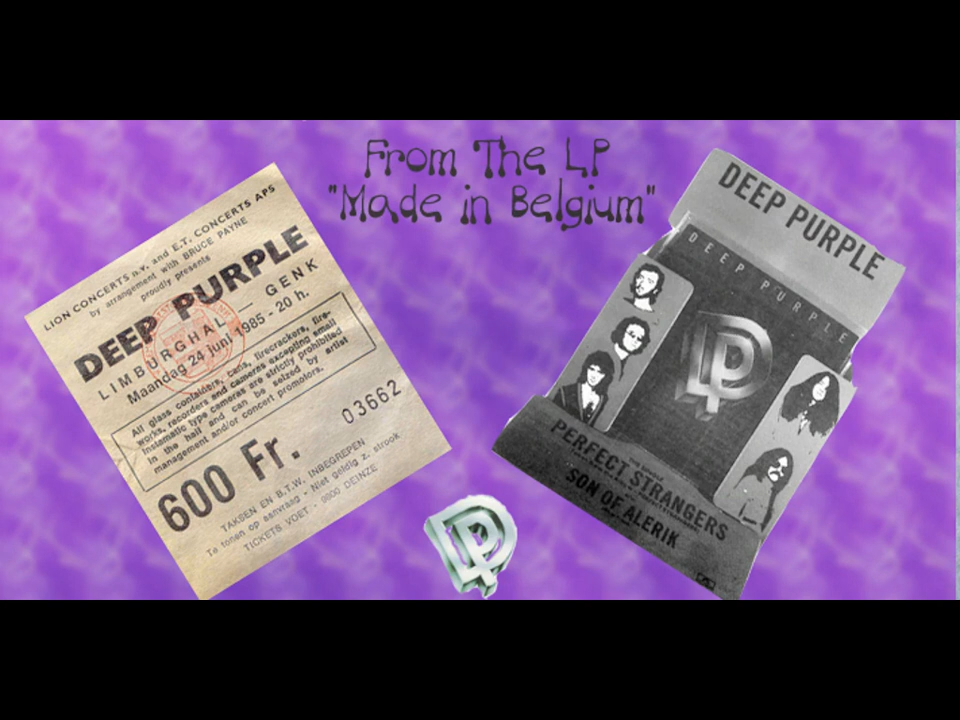 From The LP
"Made in Belgium"
LION CONCERTS n.v. and E.T. CONCERTS APS
by arrangement with BRUCE PAYNE
proudly presents
DEEP PURPLE
LIMBURGHAL — GENK
Maandag 24 juni 1985 - 20 h.
All glass containers, cans, firecrackers, fire-
works, recorders and cameras excepting small
instamatic type cameras are strictly prohibited
in the hall and can be seized by artist
management and/or concert promotors.
03662
600 Fr.
TAKSEN EN B.T.W. INBEGREPEN
Te tonen op aanvraag - Niet geldig z. strook
TICKETS VOET - 9800 DEINZE
DEEP PURPLE
DEEP PURPLE
PERFECT STRANGERS
SON OF ALERIK